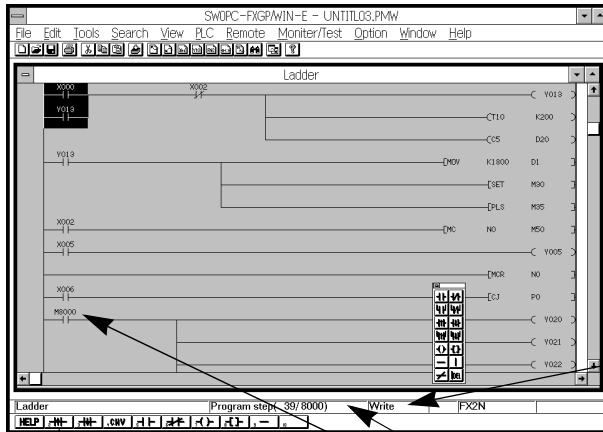 SW0PC-FXGP/WIN-E - UNTITL03.PMW
File Edit Tools Search View PLC Remote Moniter/Test Option Window Help
Ladder
X000 X002 Y013
Y013
T10 K200
C5 D20
Y013 MOV K1800 D1
SET M30
PLS M35
X002 MC N0 M50
X005 Y005
MCR N0
X006 CJ P0
M8000 Y020
Y021
Y022
Ladder Program step( 39/8000) Write FX2N
HELP CNV